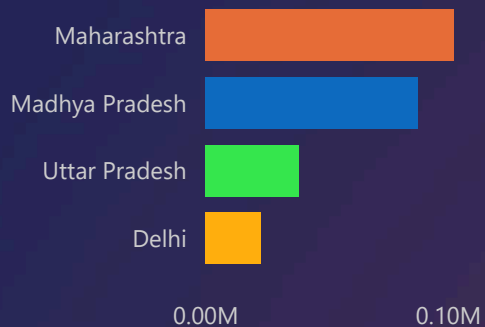 Maharashtra
Madhya Pradesh
Uttar Pradesh
Delhi
0.00M 0.10M